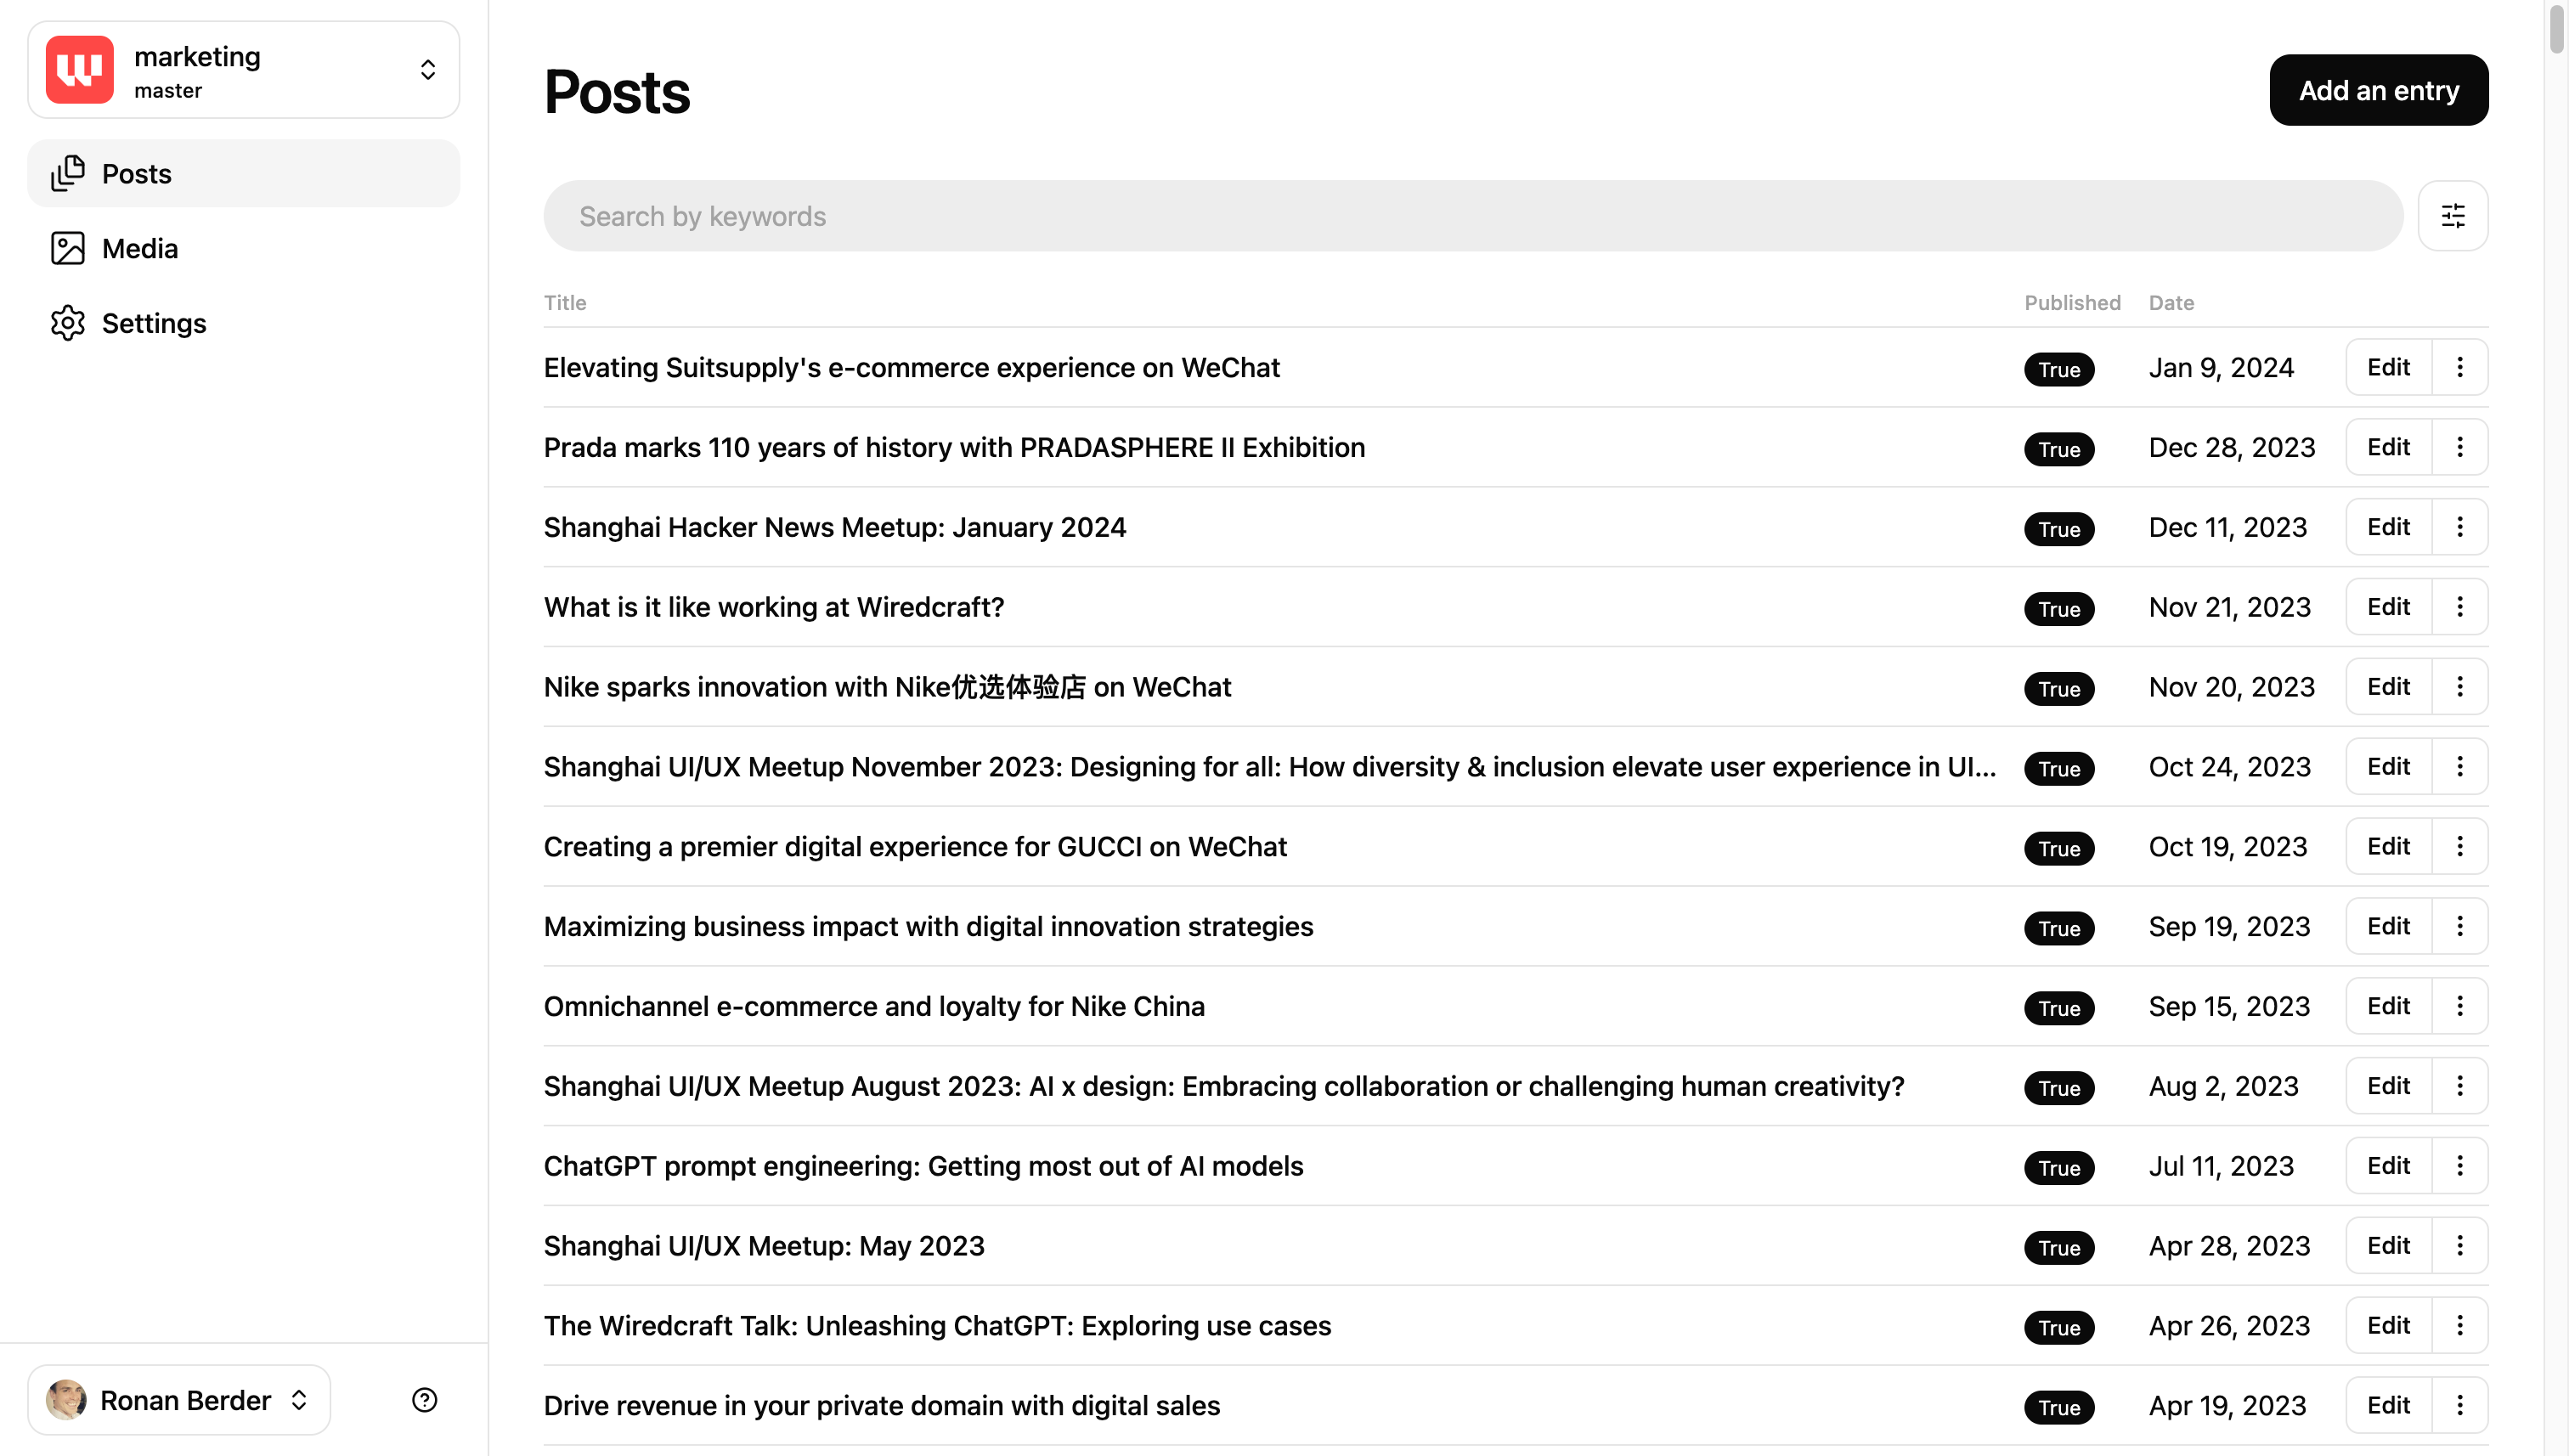 marketing
master
Posts
Media
Settings
Ronan Berder
Posts
Add an entry
Search by keywords
Title Published Date
Elevating Suitsupply's e-commerce experience on WeChat True Jan 9, 2024 Edit
Prada marks 110 years of history with PRADASPHERE II Exhibition True Dec 28, 2023 Edit
Shanghai Hacker News Meetup: January 2024 True Dec 11, 2023 Edit
What is it like working at Wiredcraft? True Nov 21, 2023 Edit
Nike sparks innovation with Nike优选体验店 on WeChat True Nov 20, 2023 Edit
Shanghai UI/UX Meetup November 2023: Designing for all: How diversity & inclusion elevate user experience in UI... True Oct 24, 2023 Edit
Creating a premier digital experience for GUCCI on WeChat True Oct 19, 2023 Edit
Maximizing business impact with digital innovation strategies True Sep 19, 2023 Edit
Omnichannel e-commerce and loyalty for Nike China True Sep 15, 2023 Edit
Shanghai UI/UX Meetup August 2023: AI x design: Embracing collaboration or challenging human creativity? True Aug 2, 2023 Edit
ChatGPT prompt engineering: Getting most out of AI models True Jul 11, 2023 Edit
Shanghai UI/UX Meetup: May 2023 True Apr 28, 2023 Edit
The Wiredcraft Talk: Unleashing ChatGPT: Exploring use cases True Apr 26, 2023 Edit
Drive revenue in your private domain with digital sales True Apr 19, 2023 Edit